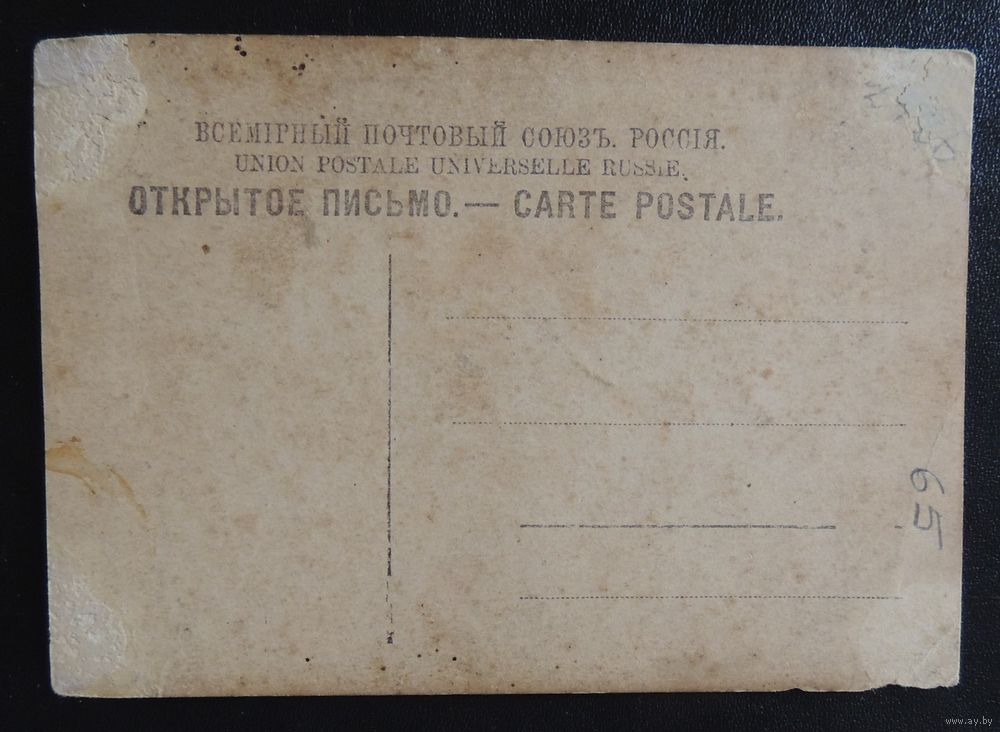 ВСЕМІРНЫЙ ПОЧТОВЫЙ СОЮЗЪ. РОССІЯ.
UNION POSTALE UNIVERSELLE RUSSIE.
ОТКРЫТОЕ ПИСЬМО.— CARTE POSTALE.
65
www.ay.by